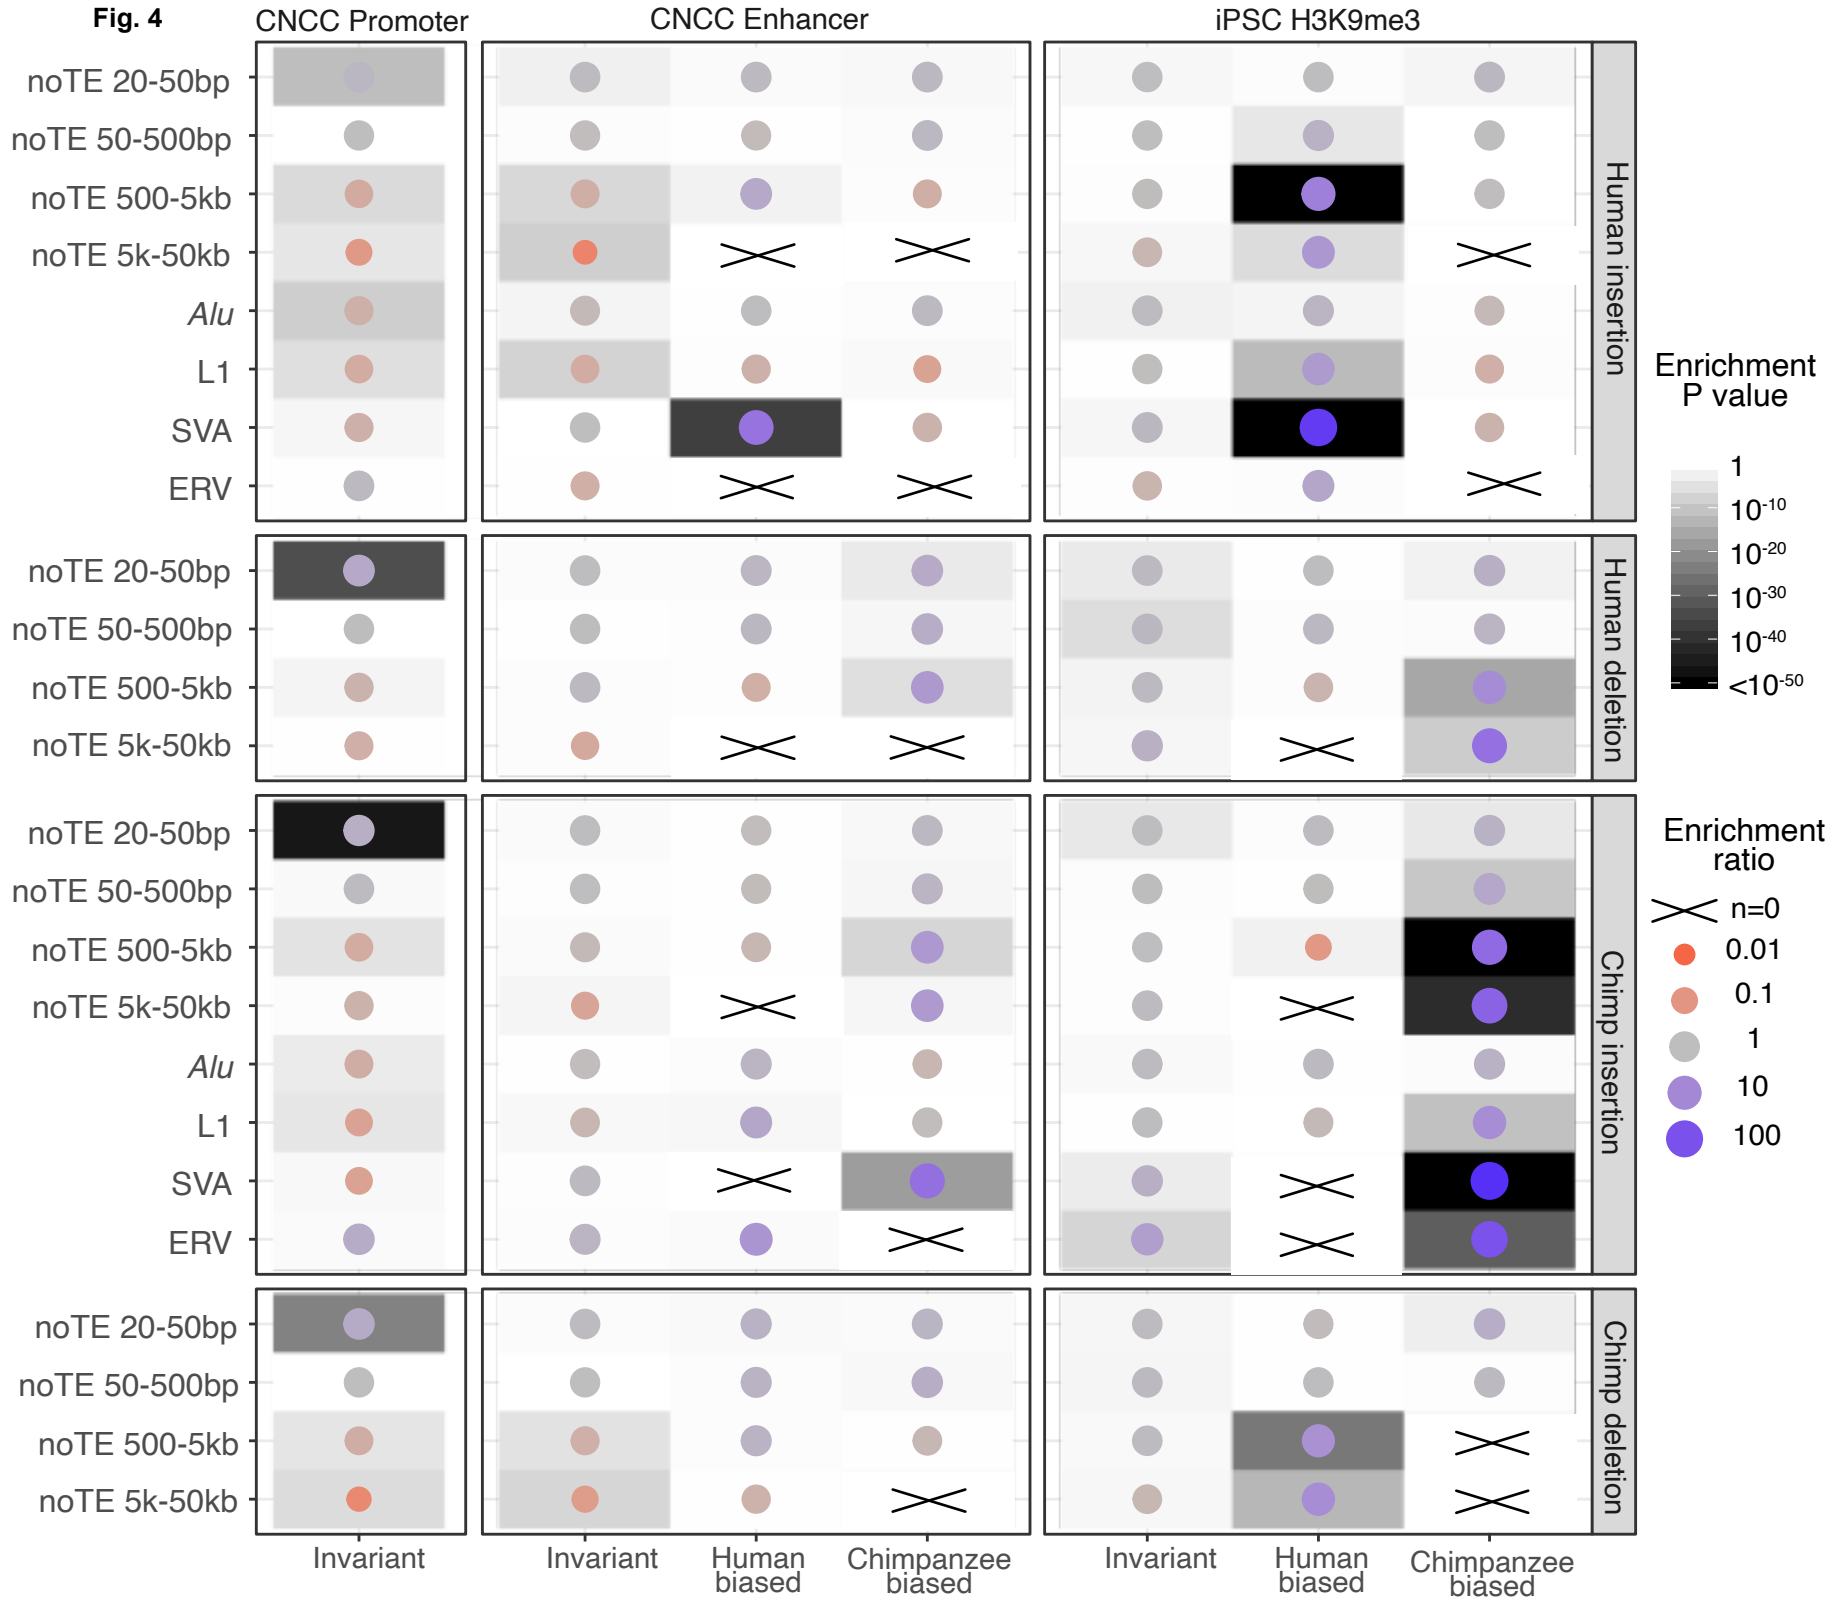 Fig. 4
CNCC Promoter
CNCC Enhancer
iPSC H3K9me3
noTE 20-50bp
noTE 50-500bp
noTE 500-5kb
noTE 5k-50kb
Alu
L1
SVA
ERV
Human insertion
noTE 20-50bp
noTE 50-500bp
noTE 500-5kb
noTE 5k-50kb
Human deletion
noTE 20-50bp
noTE 50-500bp
noTE 500-5kb
noTE 5k-50kb
Alu
L1
SVA
ERV
Chimp insertion
noTE 20-50bp
noTE 50-500bp
noTE 500-5kb
noTE 5k-50kb
Chimp deletion
Invariant
Invariant
Human
biased
Chimpanzee
biased
Invariant
Human
biased
Chimpanzee
biased
Enrichment
P value
1
10-10
10-20
10-30
10-40
<10-50
Enrichment
ratio
n=0
0.01
0.1
1
10
100